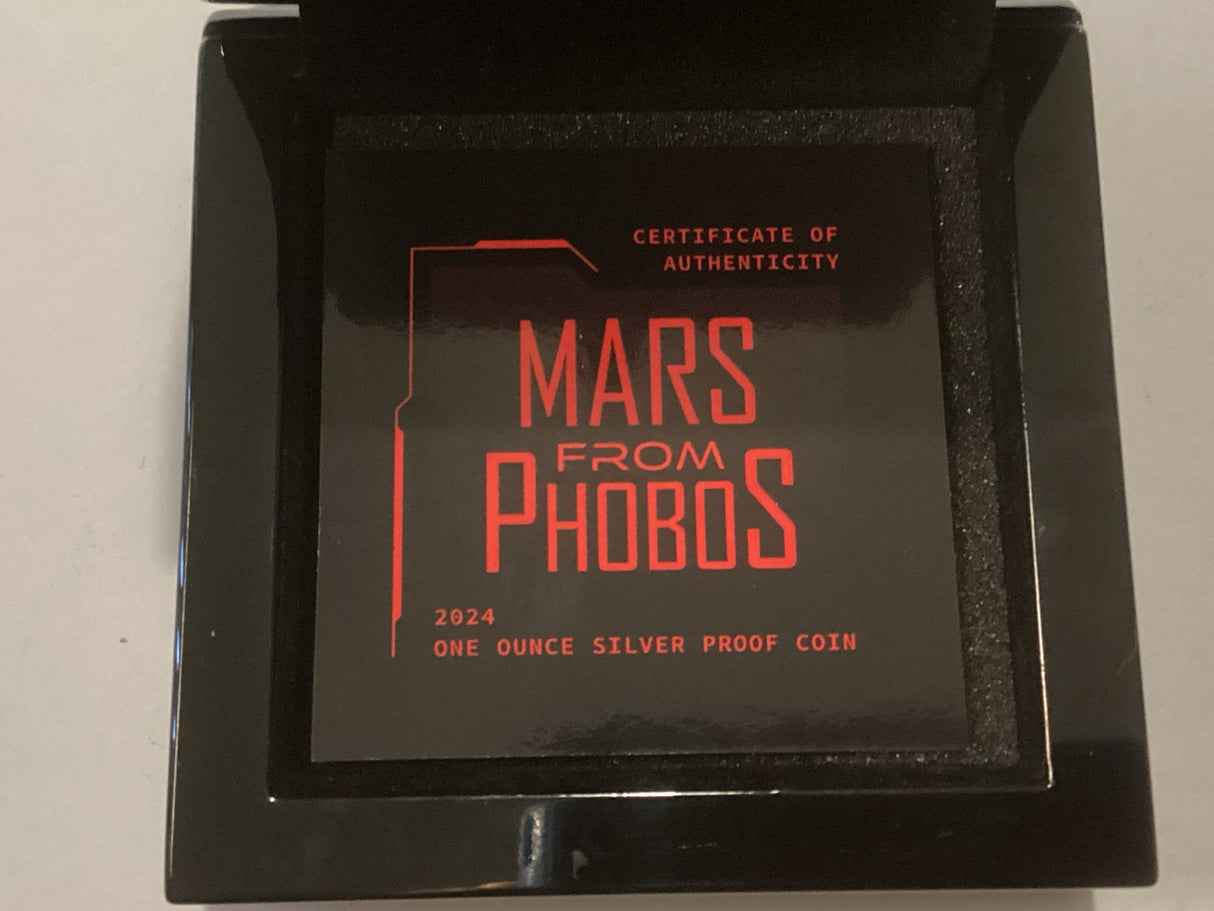 CERTIFICATE OF
AUTHENTICITY
MARS
FROM
PHOBOS
2024
ONE OUNCE SILVER PROOF COIN